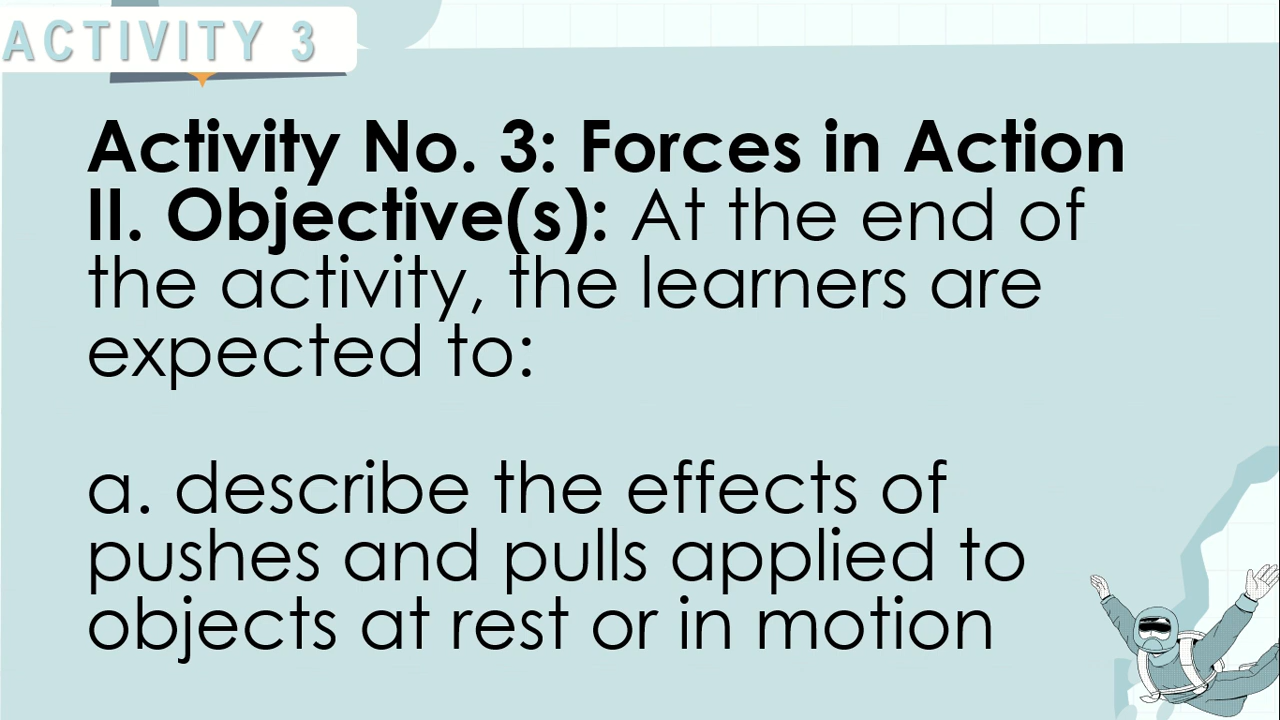 ACTIVITY 3
Activity No. 3: Forces in Action
II. Objective(s): At the end of
the activity, the learners are
expected to:
a. describe the effects of
pushes and pulls applied to
objects at rest or in motion